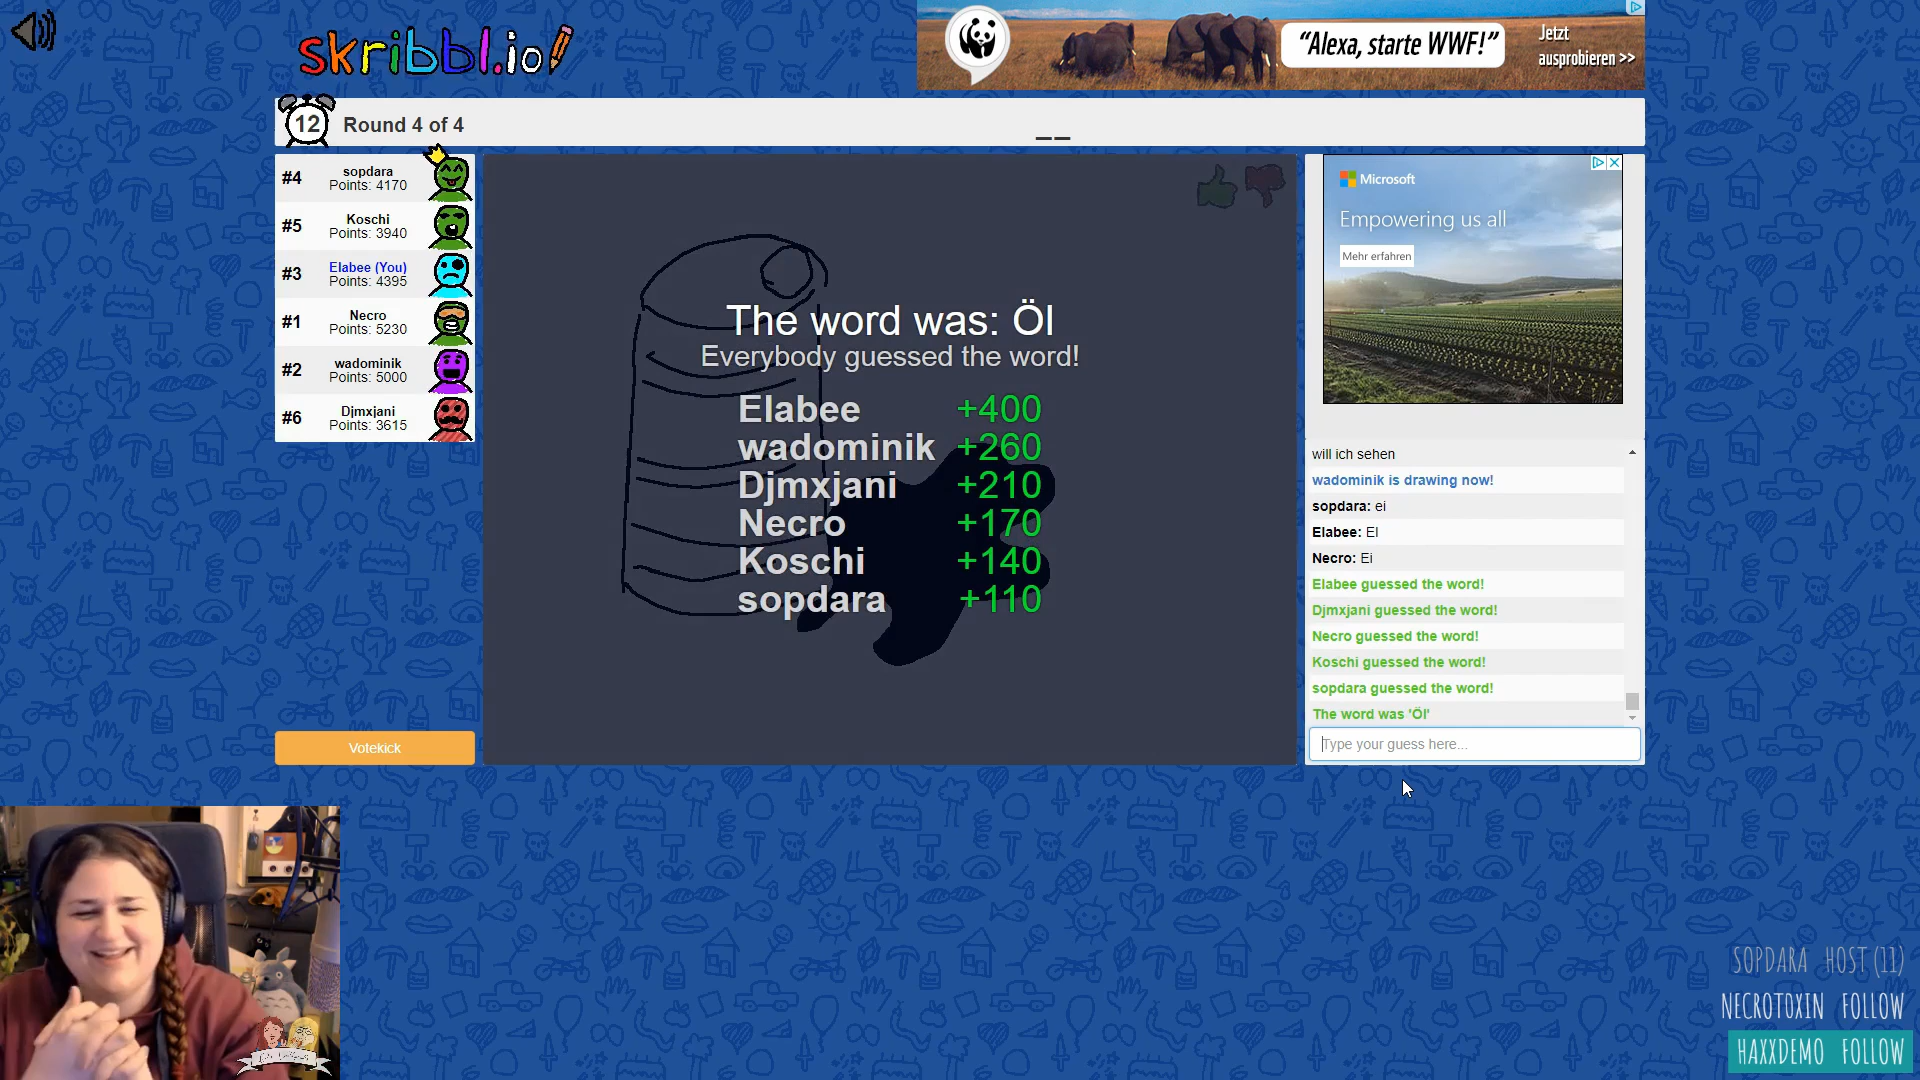 skribbl.io
"Alexa, starte WWF!"
Jetzt
ausprobieren >>
12
Round 4 of 4
__
#4
sopdara
Points: 4170
#5
Koschi
Points: 3940
#3
Elabee (You)
Points: 4395
#1
Necro
Points: 5230
#2
wadominik
Points: 5000
#6
Djmxjani
Points: 3615
Votekick
The word was: Öl
Everybody guessed the word!
Elabee +400
wadominik +260
Djmxjani +210
Necro +170
Koschi +140
sopdara +110
Microsoft
Empowering us all
Mehr erfahren
will ich sehen
wadominik is drawing now!
sopdara: ei
Elabee: EI
Necro: Ei
Elabee guessed the word!
Djmxjani guessed the word!
Necro guessed the word!
Koschi guessed the word!
sopdara guessed the word!
The word was 'Öl'
Type your guess here...
SOPDARA HOST (11)
NECROTOXIN FOLLOW
HAXXDEMO FOLLOW